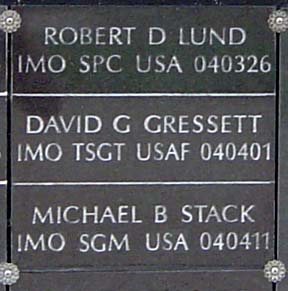 ROBERT D LUND
IMO SPC USA 040326
DAVID G GRESSETT
IMO TSGT USAF 040401
MICHAEL B STACK
IMO SGM USA 040411